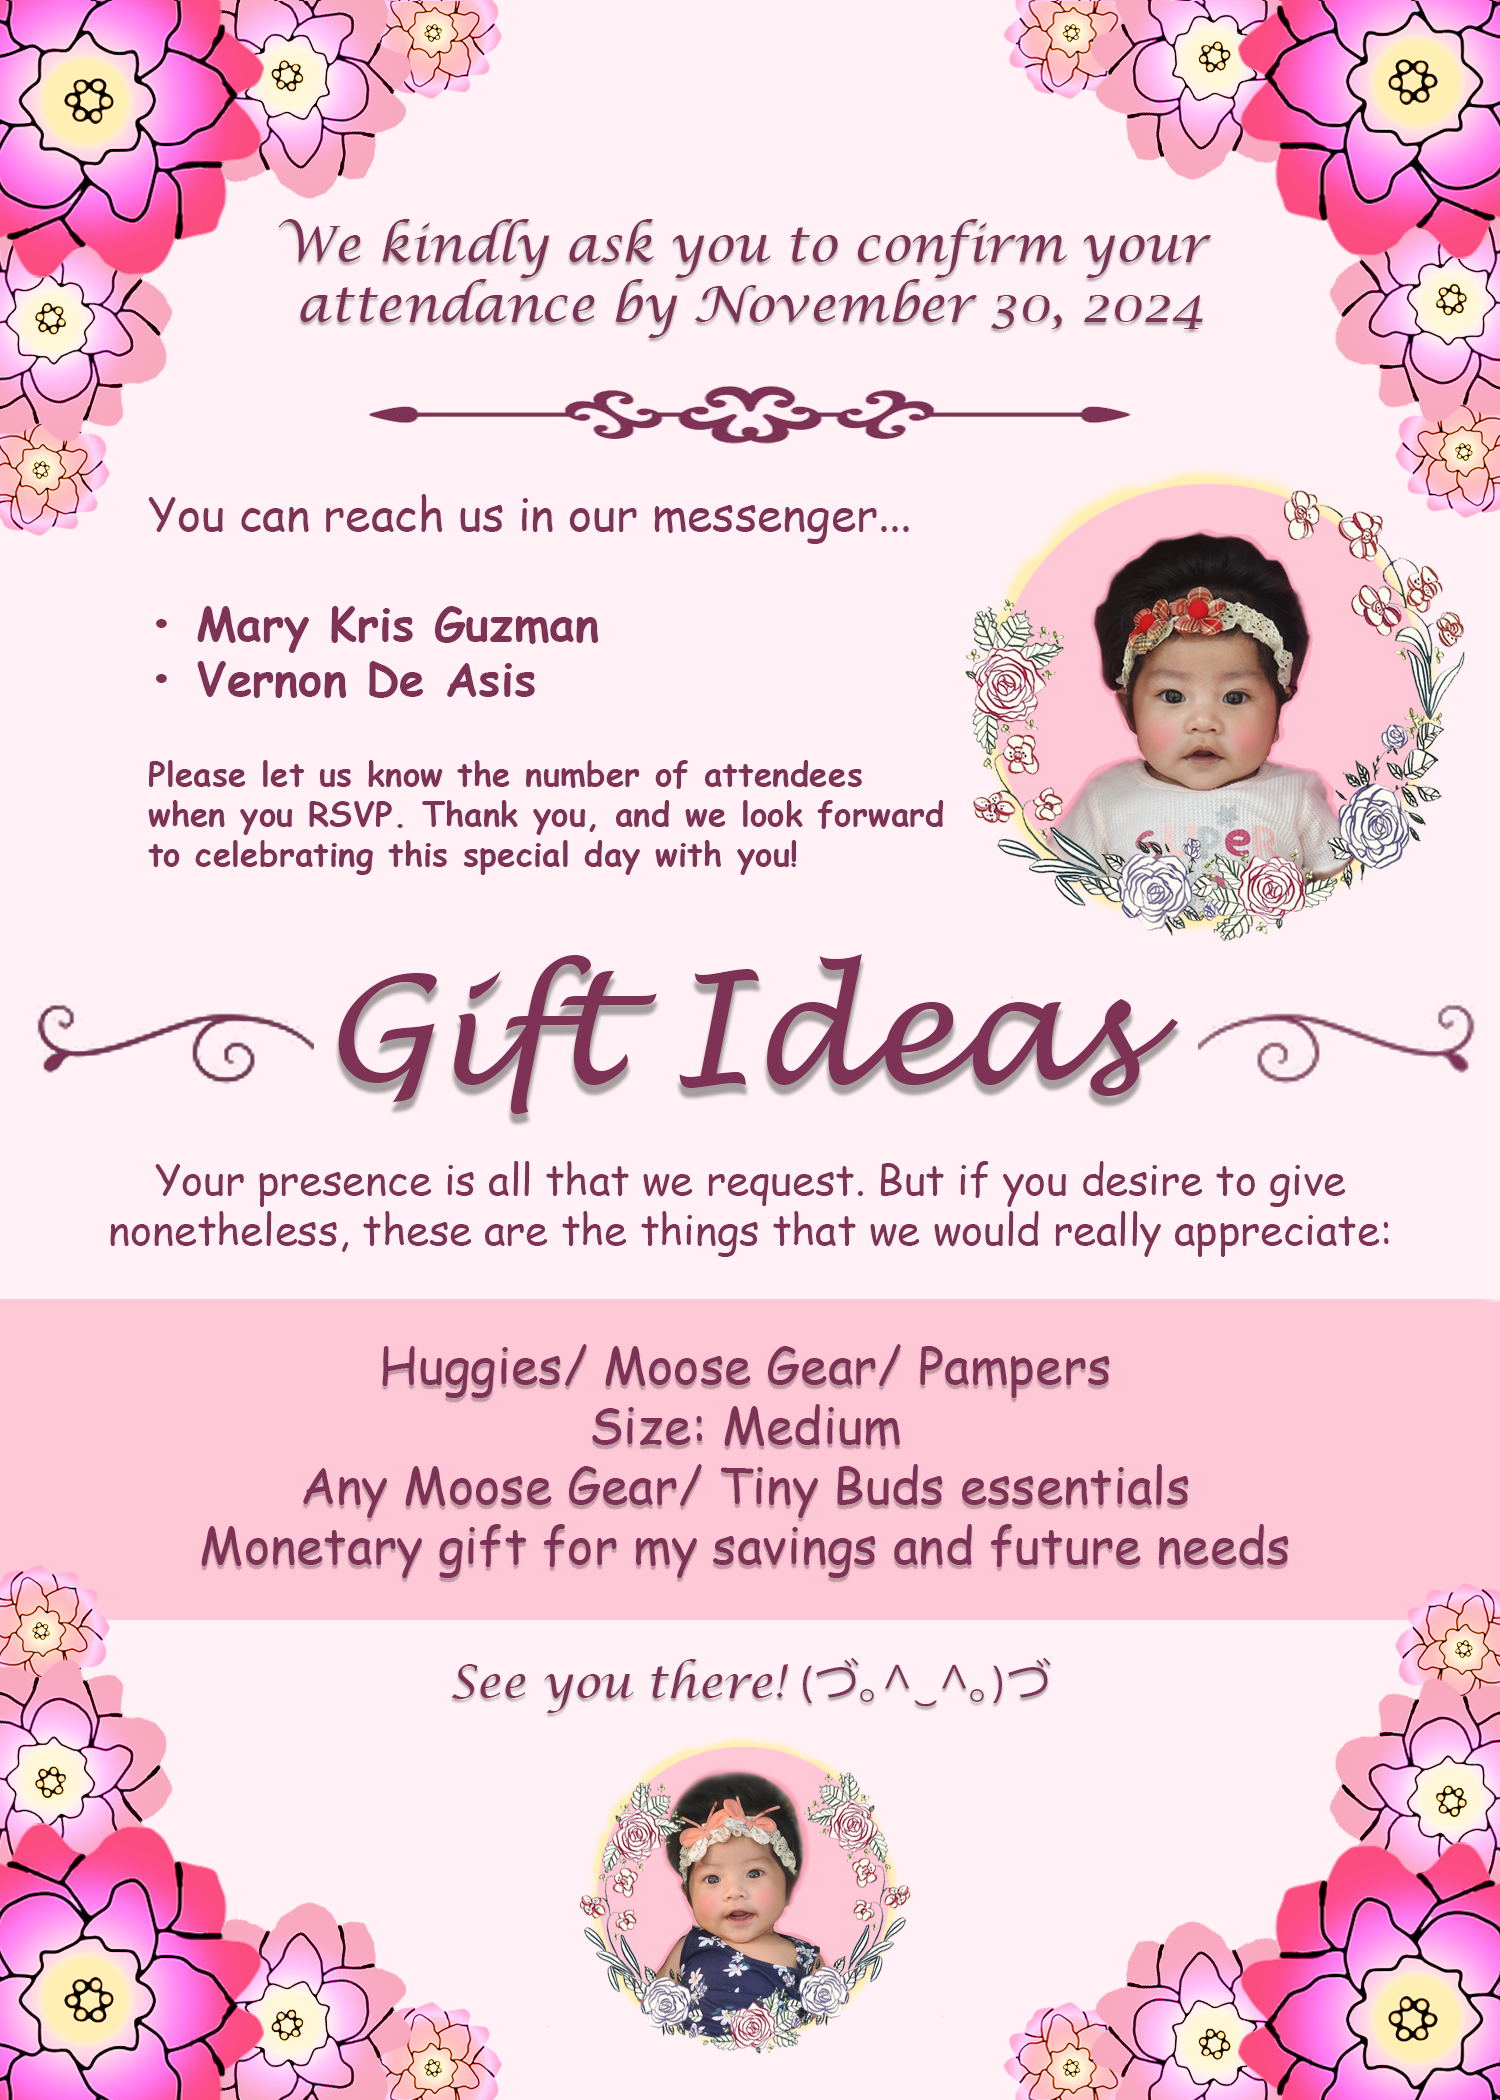 We kindly ask you to confirm your
attendance by November 30, 2024
You can reach us in our messenger...
• Mary Kris Guzman
• Vernon De Asis
Please let us know the number of attendees
when you RSVP. Thank you, and we look forward
to celebrating this special day with you!
Gift Ideas
Your presence is all that we request. But if you desire to give
nonetheless, these are the things that we would really appreciate:
Huggies/ Moose Gear/ Pampers
Size: Medium
Any Moose Gear/ Tiny Buds essentials
Monetary gift for my savings and future needs
See you there! (づ｡^‿^｡)づ
SUPER